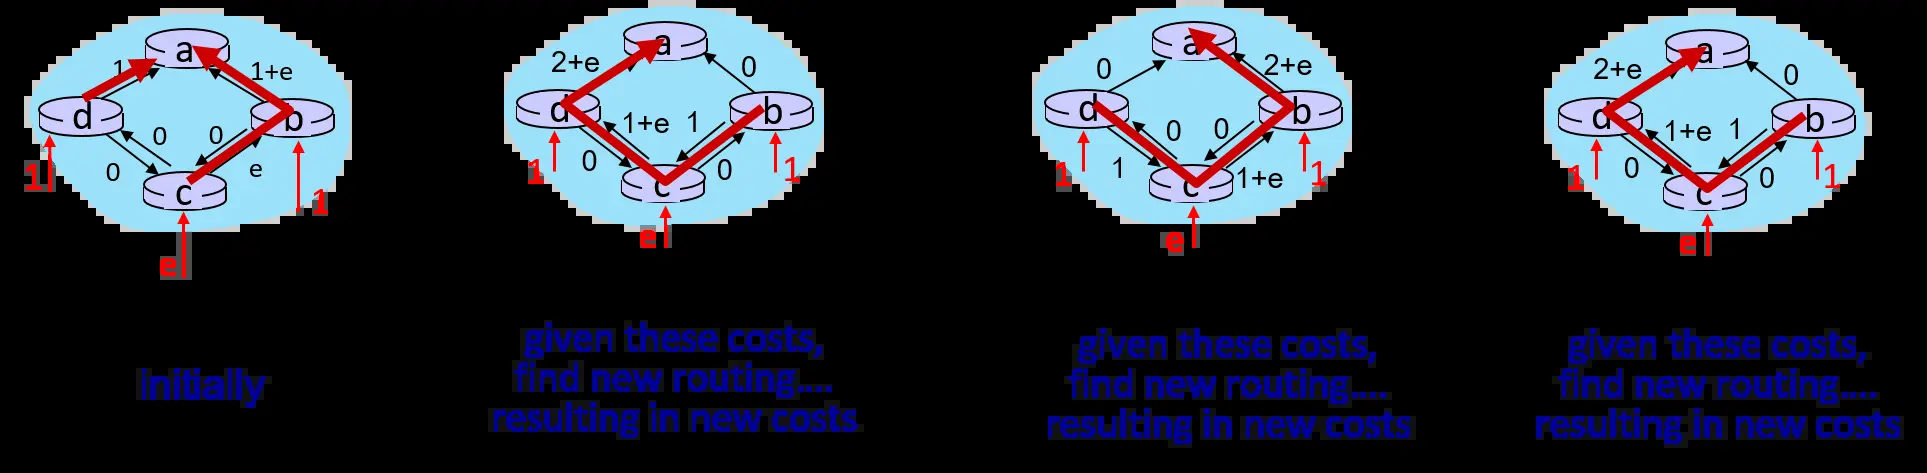 a
1
1+e
d
b
0
0
0
e
c
1
1
e
initially
a
2+e
0
d
b
1+e
1
0
0
c
1
1
e
given these costs,
find new routing....
resulting in new costs
a
0
2+e
d
b
0
0
1
1+e
c
1
1
e
given these costs,
find new routing....
resulting in new costs
a
2+e
0
d
b
1+e
1
0
0
c
1
1
e
given these costs,
find new routing....
resulting in new costs